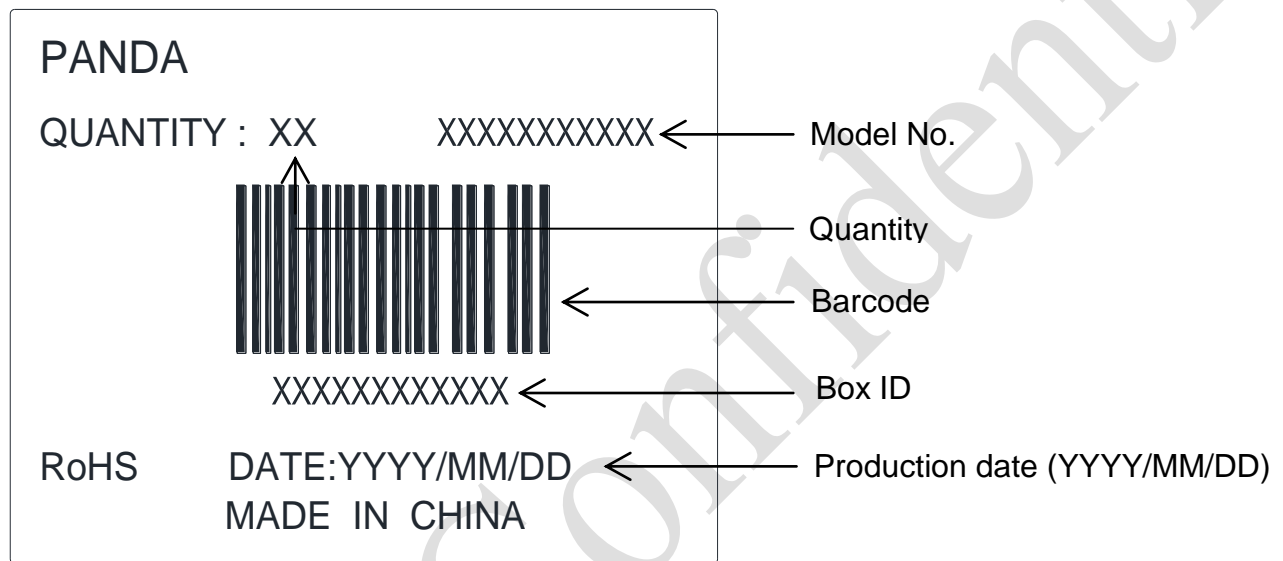 PANDA
QUANTITY : XX XXXXXXXXXXX Model No.
Quantity
Barcode
XXXXXXXXXXXX Box ID
RoHS DATE:YYYY/MM/DD Production date (YYYY/MM/DD)
MADE IN CHINA
Confidenti